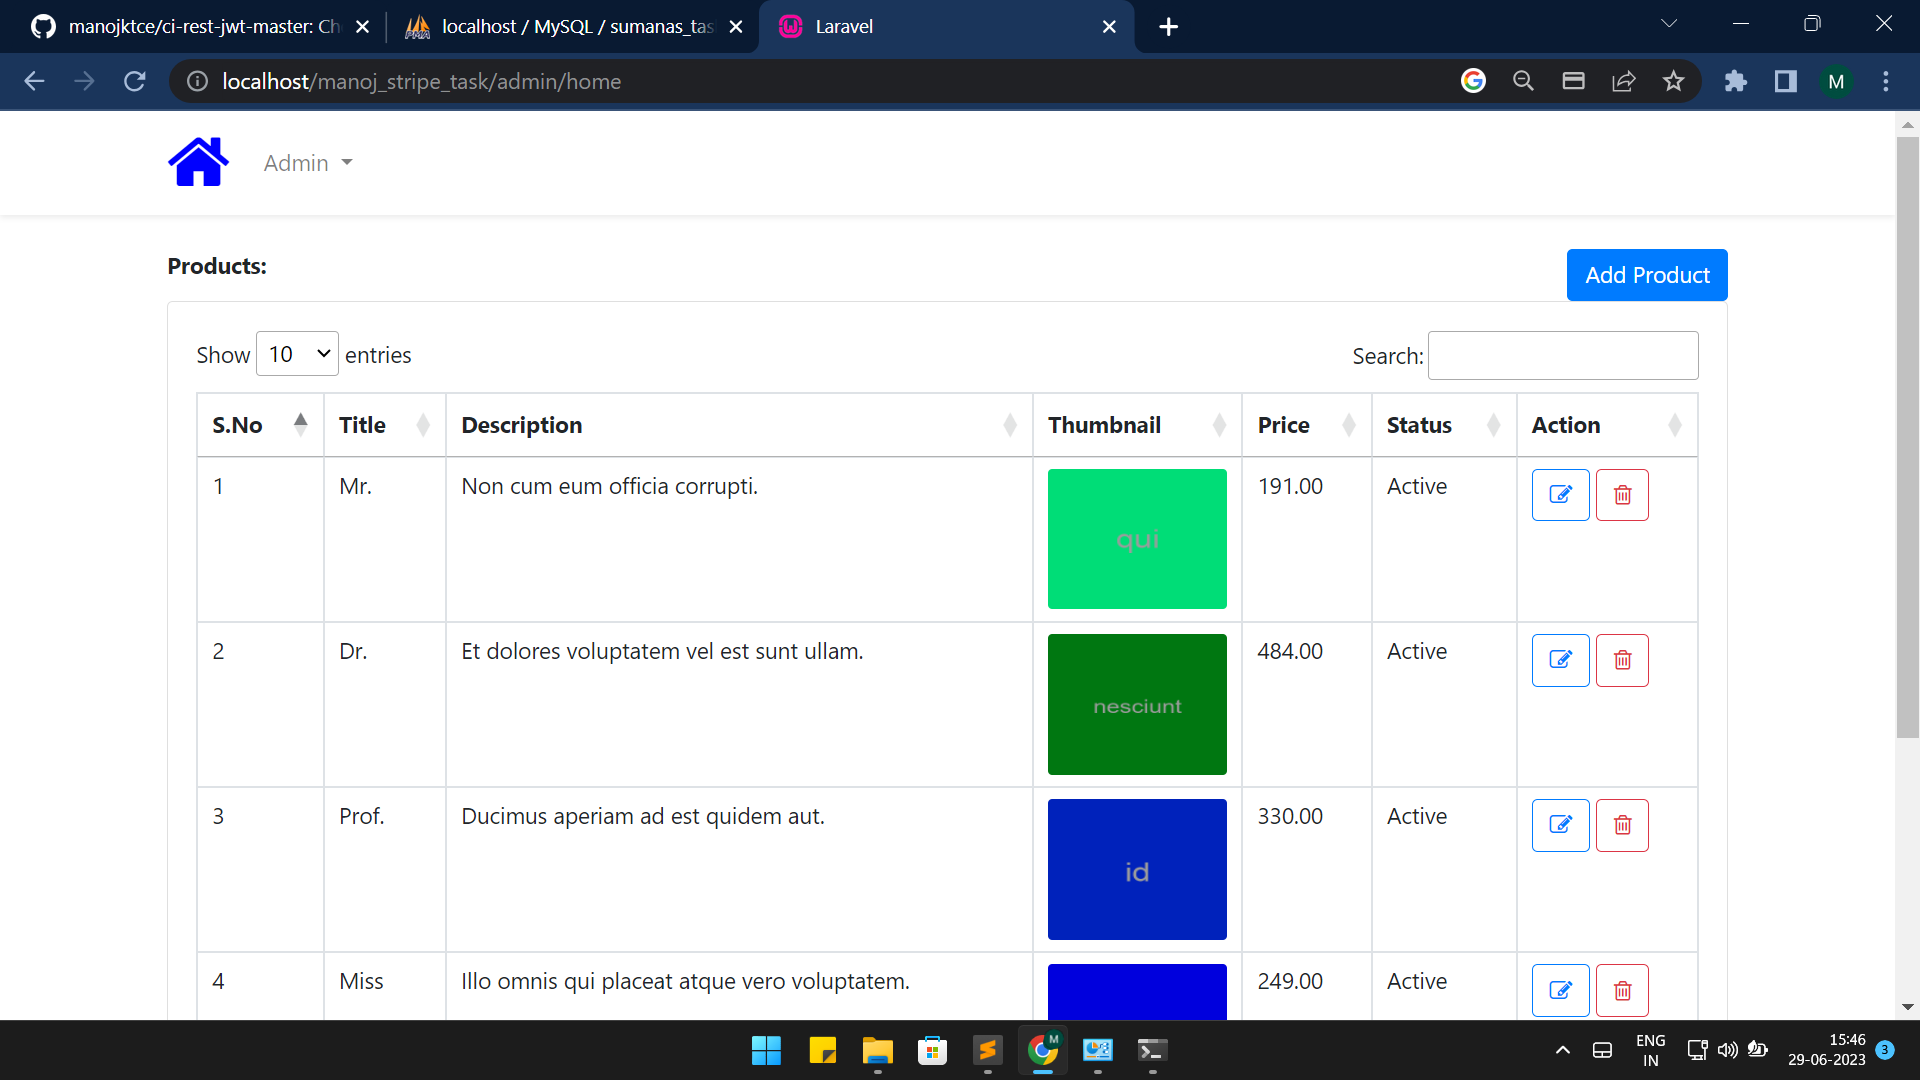 manojktce/ci-rest-jwt-master: Ch
localhost / MySQL / sumanas_tas
Laravel
localhost/manoj_stripe_task/admin/home
M
Admin
Products:
Add Product
Show 10 entries
Search:
S.No Title Description Thumbnail Price Status Action
1 Mr. Non cum eum officia corrupti. qui 191.00 Active
2 Dr. Et dolores voluptatem vel est sunt ullam. nesciunt 484.00 Active
3 Prof. Ducimus aperiam ad est quidem aut. id 330.00 Active
4 Miss Illo omnis qui placeat atque vero voluptatem. 249.00 Active
M
ENG
IN
15:46
29-06-2023
3